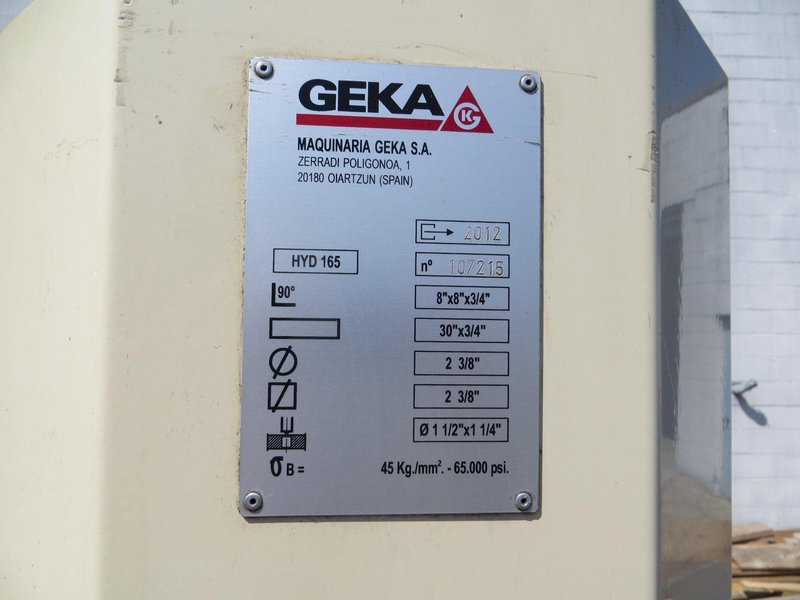 GEKA
GK
MAQUINARIA GEKA S.A.
ZERRADI POLIGONOA, 1
20180 OIARTZUN (SPAIN)
2012
HYD 165
nº 107215
90° 8"x8"x3/4"
30"x3/4"
2 3/8"
2 3/8"
Ø 1 1/2"x1 1/4"
σ B = 45 Kg./mm². - 65.000 psi.